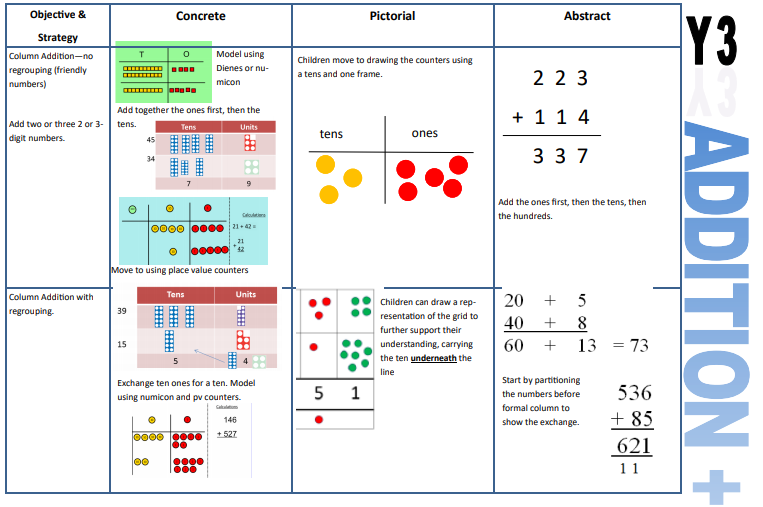 Objective &
Strategy
Concrete
Pictorial
Abstract
Y3
ADDITION +
Column Addition—no
regrouping (friendly
numbers)
Add two or three 2 or 3-
digit numbers.
T O
Model using
Dienes or nu-
micon
Add together the ones first, then the
tens.
Tens Units
45
34
7 9
Calculations
21 + 42 =
21
+
42
Move to using place value counters
Children move to drawing the counters using
a tens and one frame.
tens ones
2 2 3
+ 1 1 4
3 3 7
Add the ones first, then the tens, then
the hundreds.
Column Addition with
regrouping.
Tens Units
39
15
5 4
Exchange ten ones for a ten. Model
using numicon and pv counters.
Calculations
146
+ 527
5 1
Children can draw a rep-
resentation of the grid to
further support their
understanding, carrying
the ten underneath the
line
20 + 5
40 + 8
60 + 13 = 73
Start by partitioning
the numbers before
formal column to
show the exchange.
536
+ 85
621
1 1